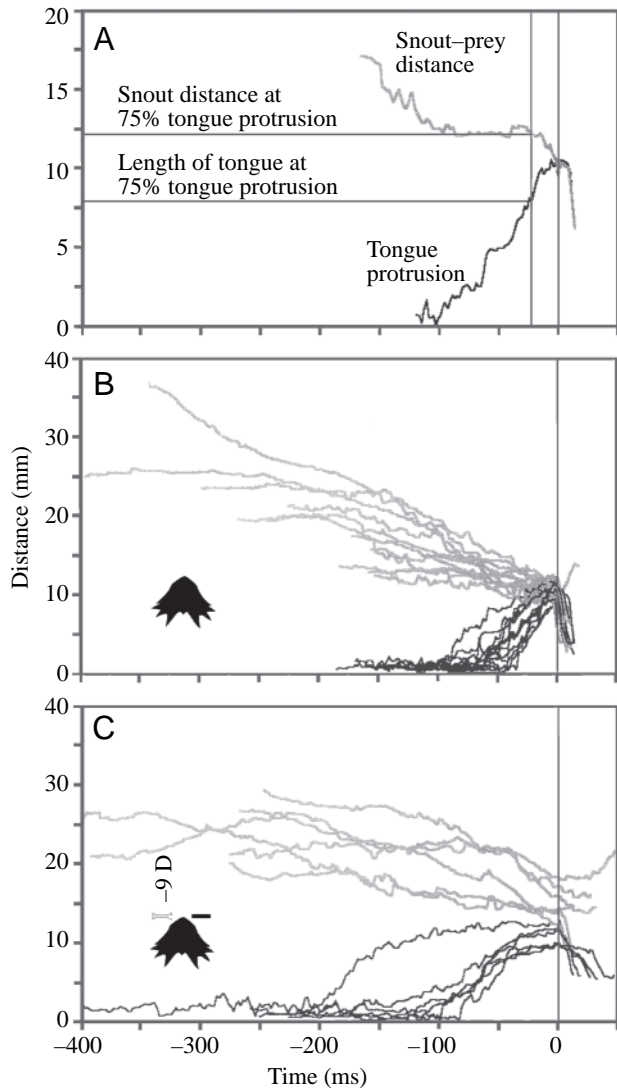 20
A
Snout–prey
distance
15
Snout distance at
75% tongue protrusion
10
Length of tongue at
75% tongue protrusion
5
Tongue
protrusion
0
40
B
30
20
10
0
Distance (mm)
40
C
30
20
–9 D
10
0
–400
–300
–200
–100
0
Time (ms)